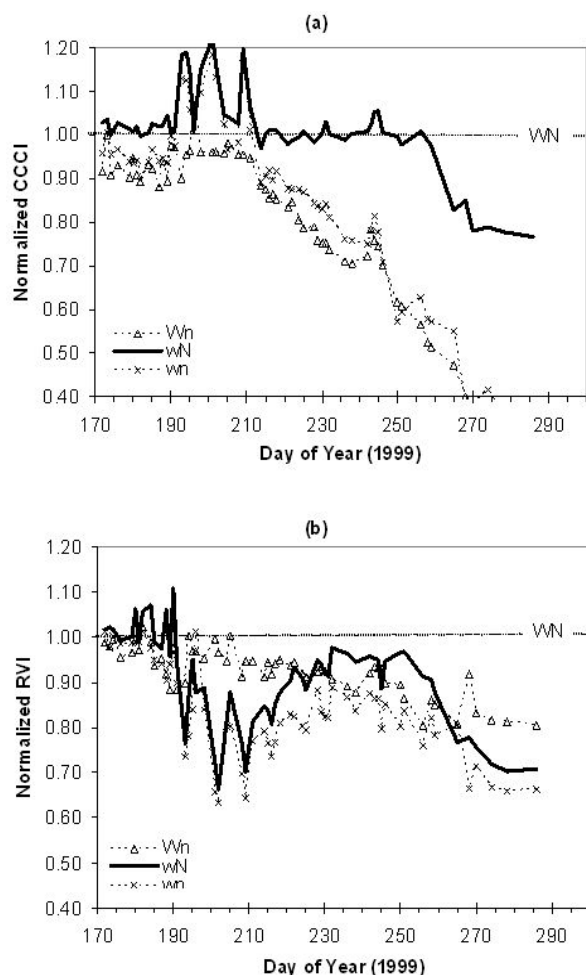 (a)
Normalized CCCI
1.20
1.10
1.00
0.90
0.80
0.70
0.60
0.50
0.40
WN
Wn
wN
wn
170 190 210 230 250 270 290
Day of Year (1999)
(b)
Normalized RVI
1.20
1.10
1.00
0.90
0.80
0.70
0.60
0.50
0.40
WN
Wn
wN
wn
170 190 210 230 250 270 290
Day of Year (1999)